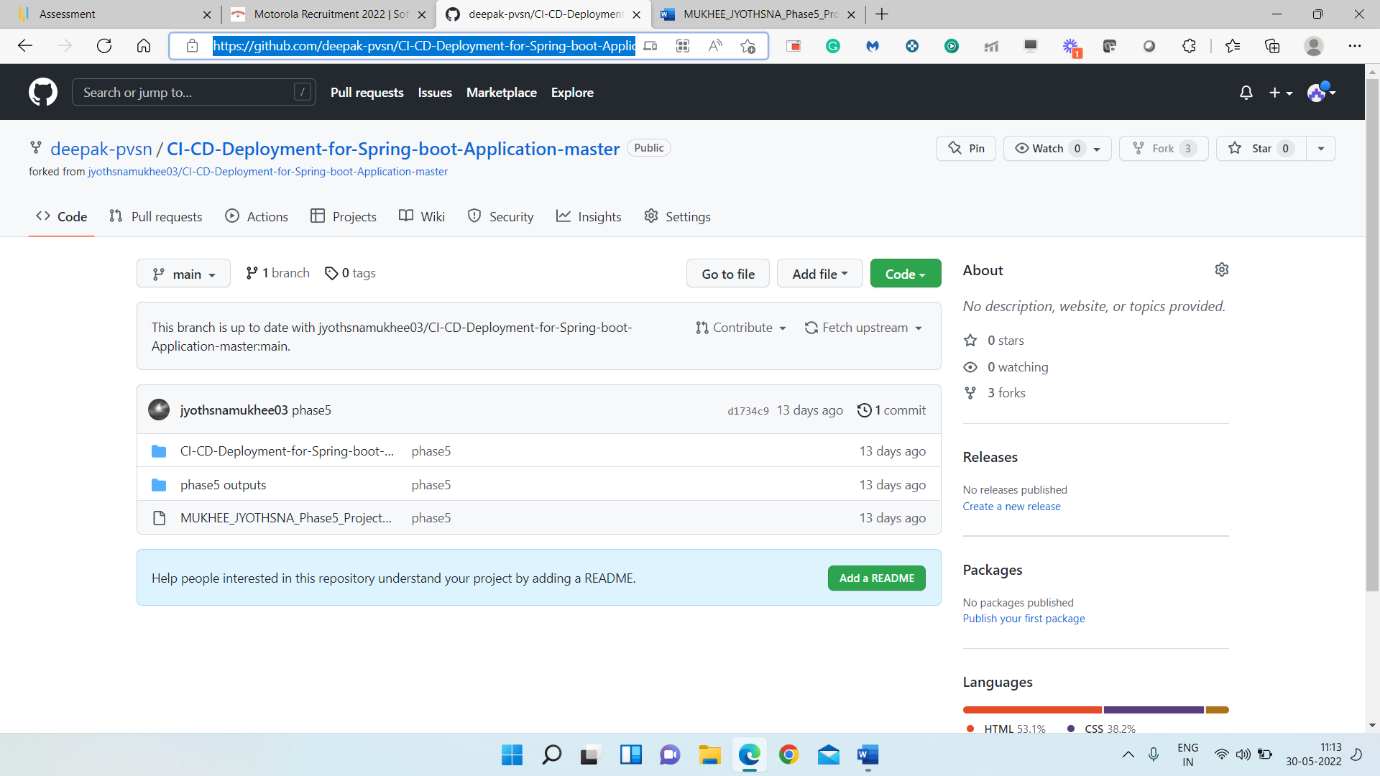 Assessment
Motorola Recruitment 2022 | Sof
deepak-pvsn/CI-CD-Deployment
MUKHEE_JYOTHSNA_Phase5_Pro
https://github.com/deepak-pvsn/CI-CD-Deployment-for-Spring-boot-Applic
1
Search or jump to...
/
Pull requests
Issues
Marketplace
Explore
deepak-pvsn / CI-CD-Deployment-for-Spring-boot-Application-master
Public
Pin
Watch 0
Fork 3
Star 0
forked from jyothsnamukhee03/CI-CD-Deployment-for-Spring-boot-Application-master
Code
Pull requests
Actions
Projects
Wiki
Security
Insights
Settings
main
1 branch
0 tags
Go to file
Add file
Code
This branch is up to date with jyothsnamukhee03/CI-CD-Deployment-for-Spring-boot-
Application-master:main.
Contribute
Fetch upstream
jyothsnamukhee03 phase5
d1734c9 13 days ago
1 commit
CI-CD-Deployment-for-Spring-boot-... phase5 13 days ago
phase5 outputs phase5 13 days ago
MUKHEE_JYOTHSNA_Phase5_Project... phase5 13 days ago
Help people interested in this repository understand your project by adding a README.
Add a README
About
No description, website, or topics provided.
0 stars
0 watching
3 forks
Releases
No releases published
Create a new release
Packages
No packages published
Publish your first package
Languages
HTML 53.1% CSS 38.2%
ENG
IN
11:13
30-05-2022